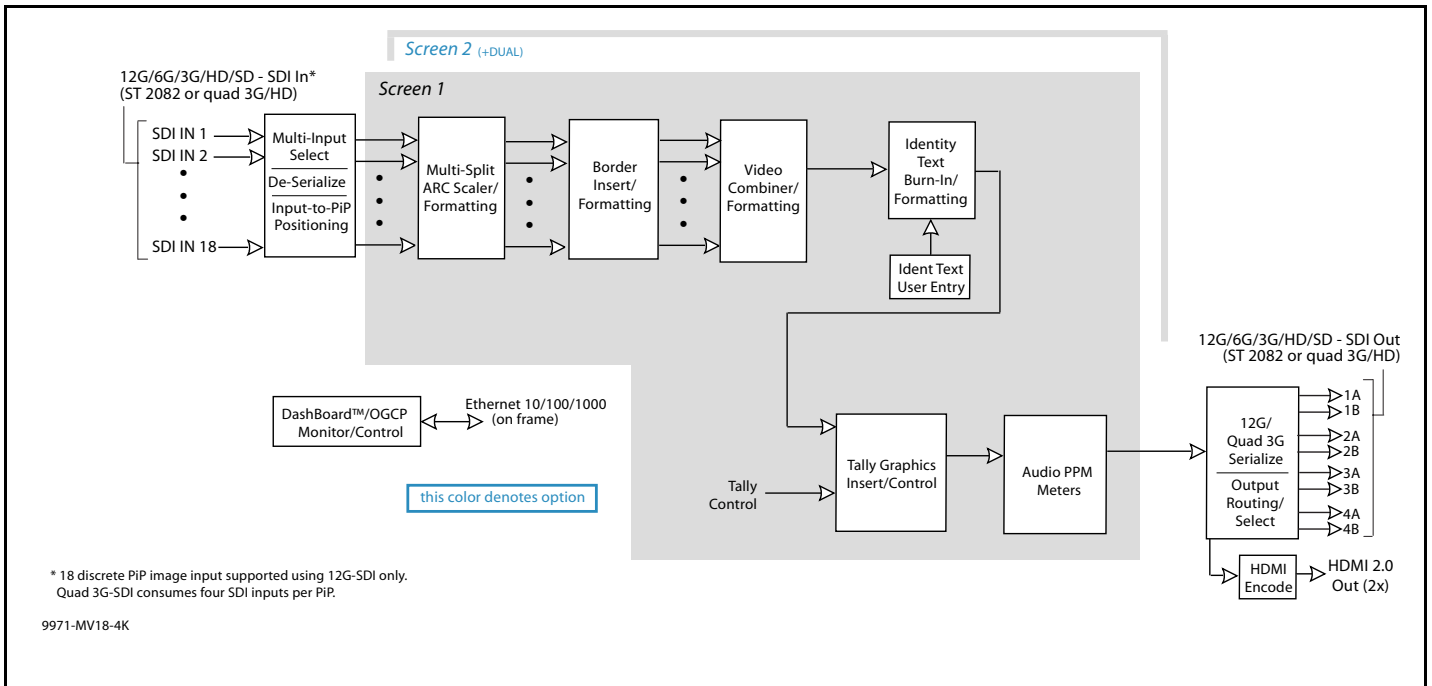 Screen 2 (+DUAL)
12G/6G/3G/HD/SD - SDI In*
(ST 2082 or quad 3G/HD)
Screen 1
SDI IN 1
SDI IN 2
SDI IN 18
Multi-Input
Select
De-Serialize
Input-to-PiP
Positioning
Multi-Split
ARC Scaler/
Formatting
Border
Insert/
Formatting
Video
Combiner/
Formatting
Identity
Text
Burn-In/
Formatting
Ident Text
User Entry
12G/6G/3G/HD/SD - SDI Out
(ST 2082 or quad 3G/HD)
DashBoard™/OGCP
Monitor/Control
Ethernet 10/100/1000
(on frame)
this color denotes option
Tally
Control
Tally Graphics
Insert/Control
Audio PPM
Meters
12G/
Quad 3G
Serialize
Output
Routing/
Select
1A
1B
2A
2B
3A
3B
4A
4B
HDMI
Encode
HDMI 2.0
Out (2x)
* 18 discrete PiP image input supported using 12G-SDI only.
Quad 3G-SDI consumes four SDI inputs per PiP.
9971-MV18-4K